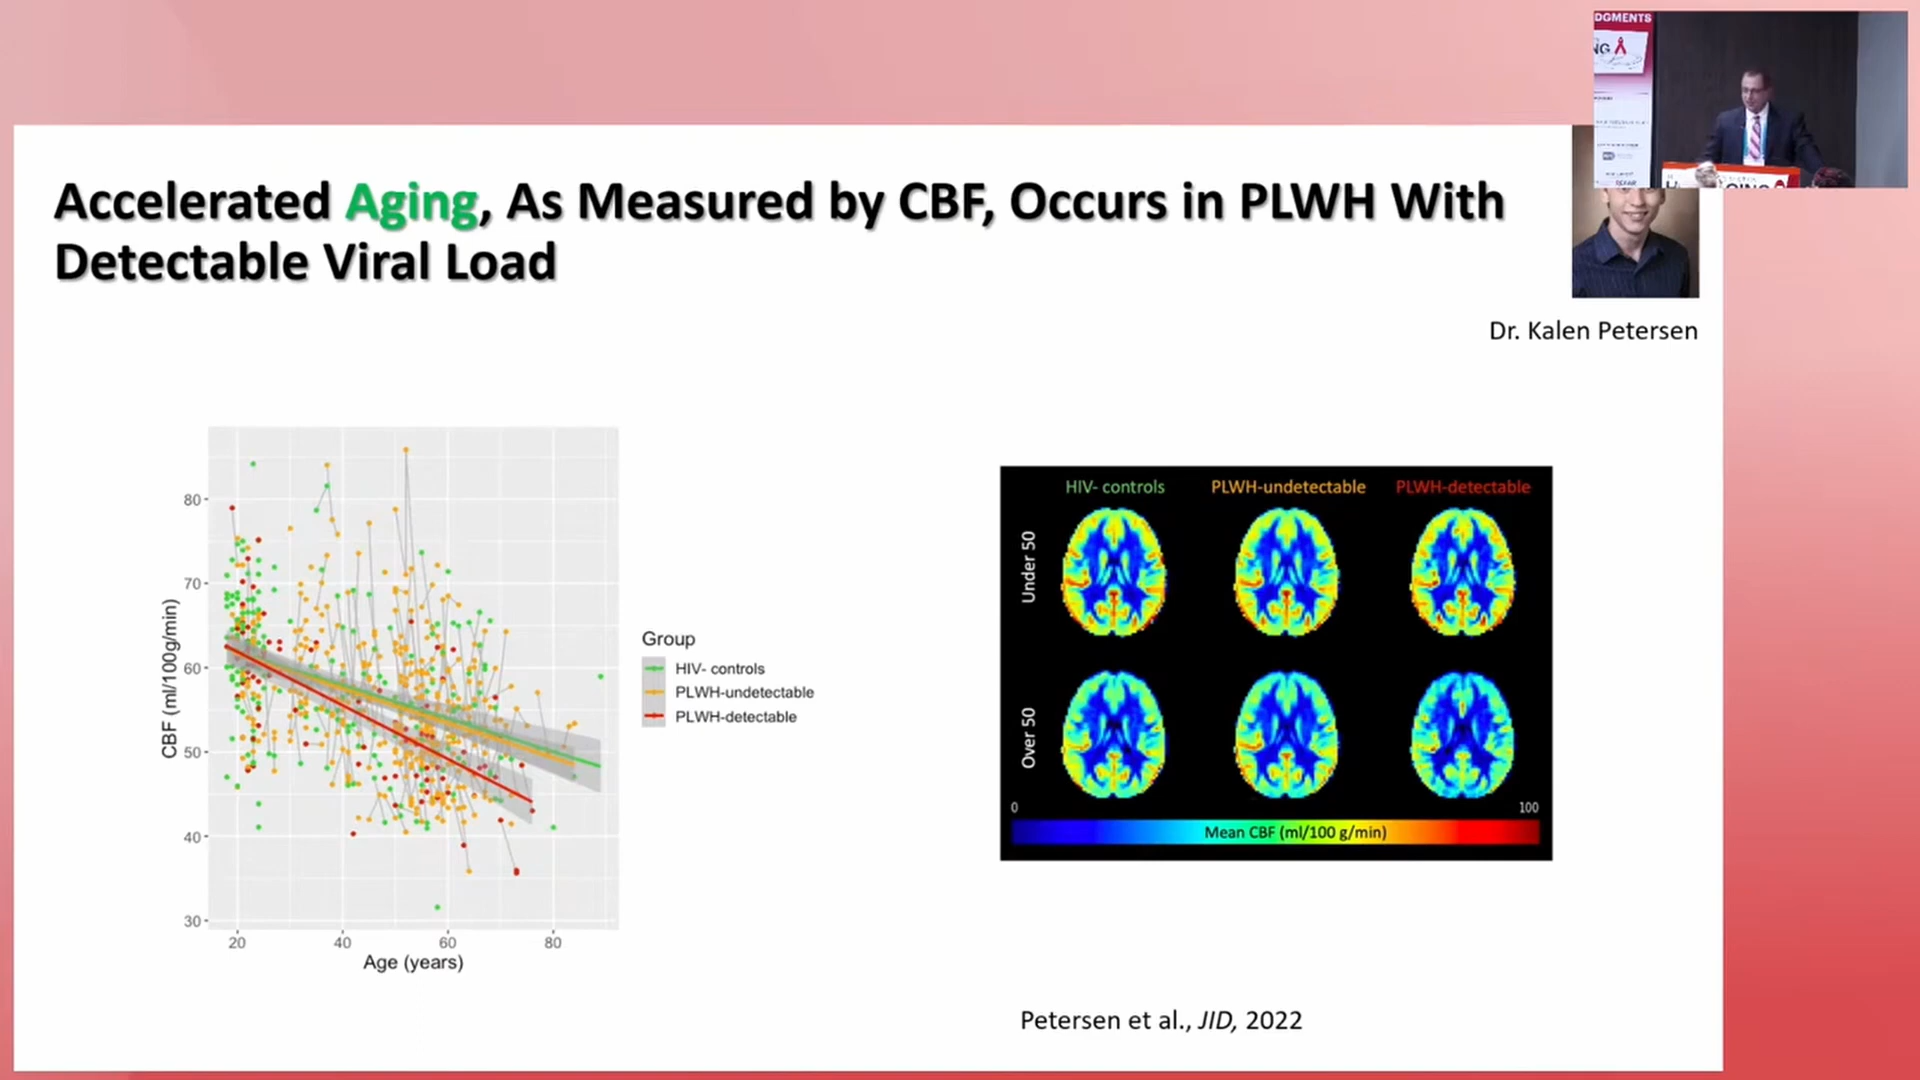 DGMENTS
NG
Accelerated Aging, As Measured by CBF, Occurs in PLWH With
Detectable Viral Load
Dr. Kalen Petersen
80
70
60
50
40
30
CBF (ml/100g/min)
20 40 60 80
Age (years)
Group
HIV- controls
PLWH-undetectable
PLWH-detectable
HIV- controls PLWH-undetectable PLWH-detectable
Under 50
Over 50
0 100
Mean CBF (ml/100 g/min)
Petersen et al., JID, 2022